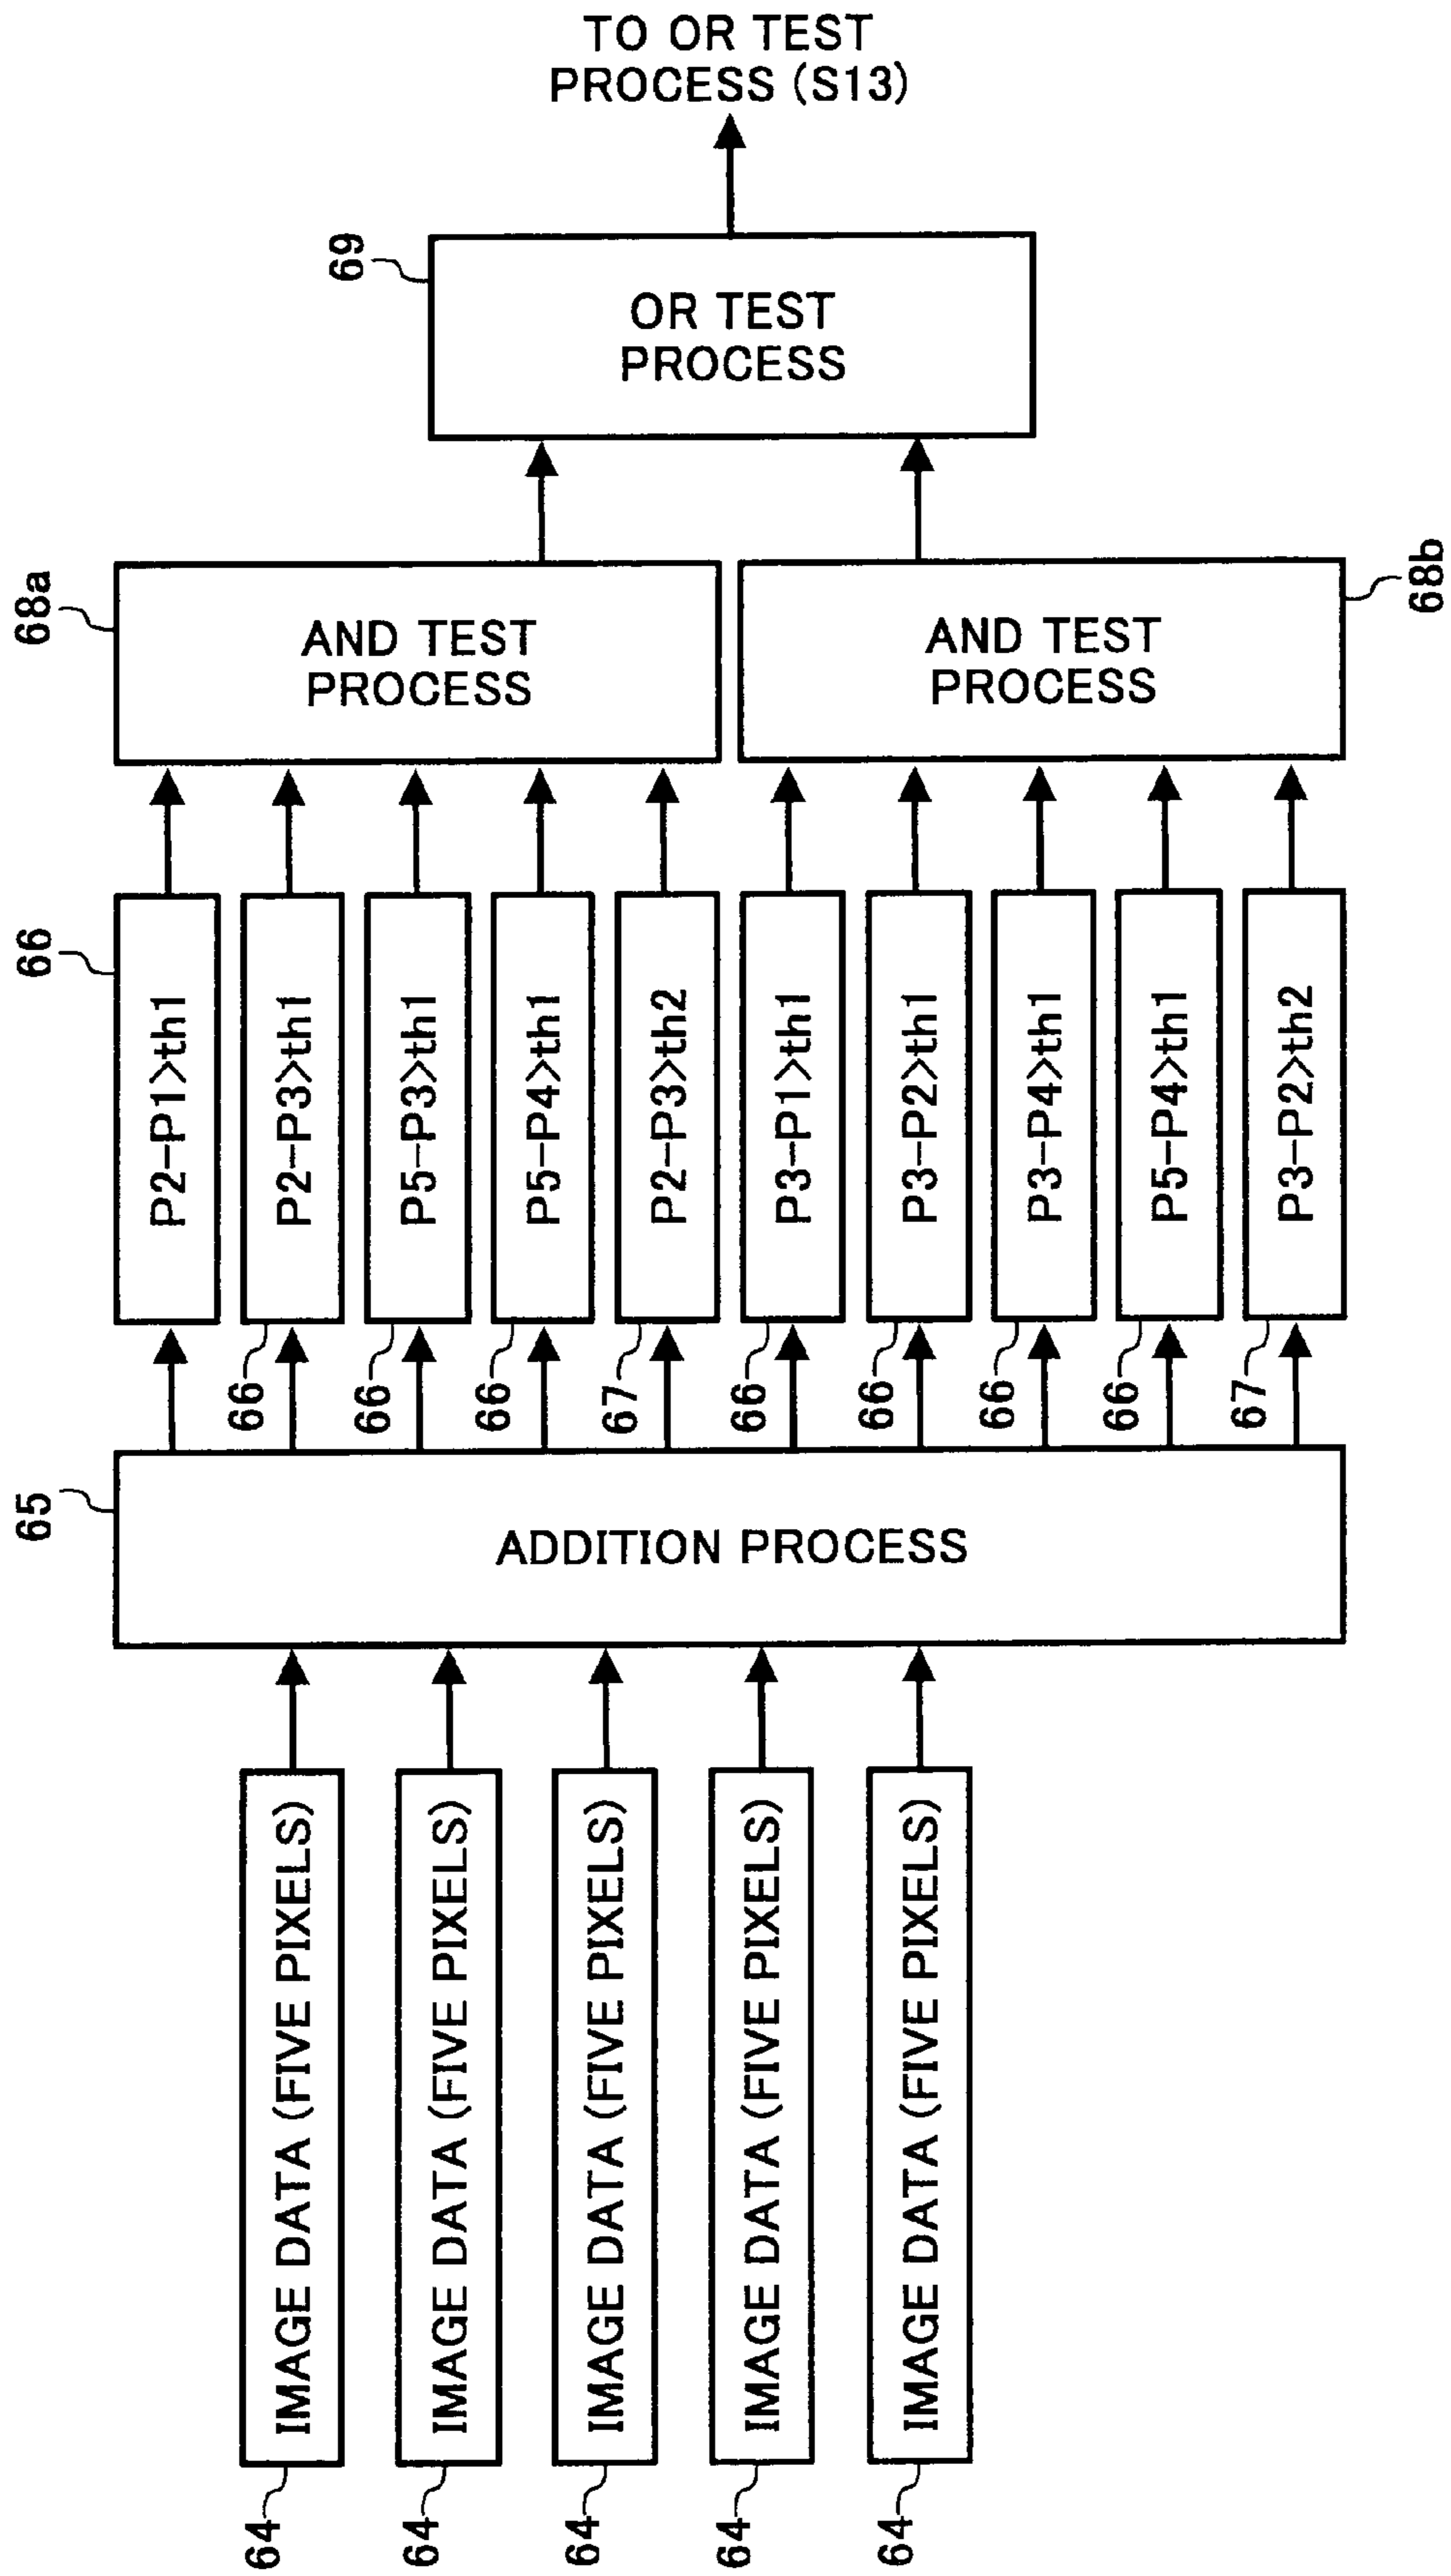 TO OR TEST
PROCESS (S13)
69
OR TEST
PROCESS
68a
AND TEST
PROCESS
68b
AND TEST
PROCESS
66
P2-P1>th1
66
P2-P3>th1
66
P5-P3>th1
66
P5-P4>th1
67
P2-P3>th2
66
P3-P1>th1
66
P3-P2>th1
66
P3-P4>th1
66
P5-P4>th1
67
P3-P2>th2
65
ADDITION PROCESS
IMAGE DATA (FIVE PIXELS)
64
IMAGE DATA (FIVE PIXELS)
64
IMAGE DATA (FIVE PIXELS)
64
IMAGE DATA (FIVE PIXELS)
64
IMAGE DATA (FIVE PIXELS)
64